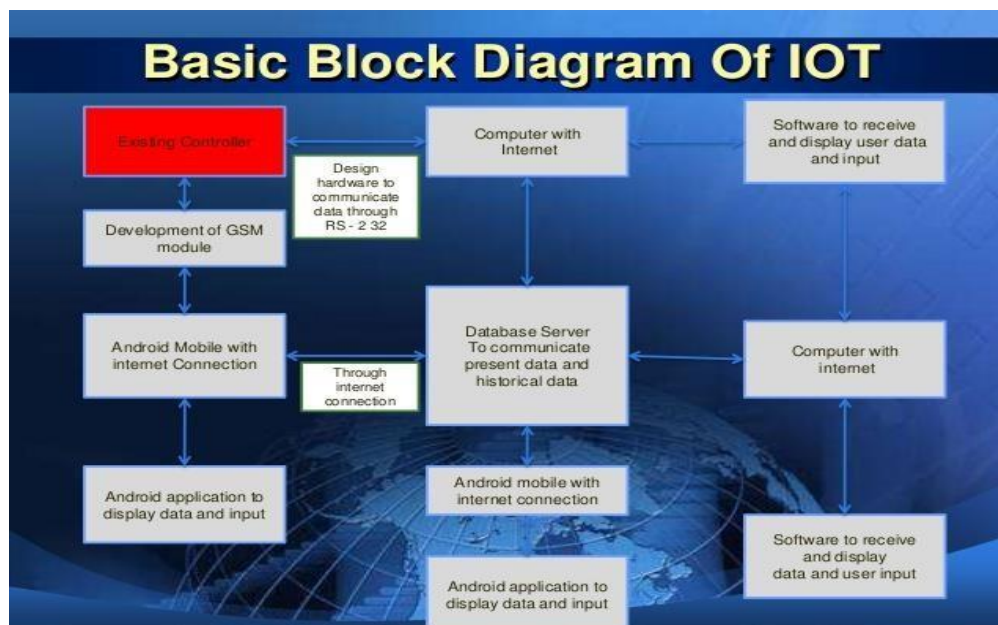 Basic Block Diagram Of IOT
Existing Controller
Computer with
Internet
Software to receive
and display user data
and input
Design
hardware to
communicate
data through
RS - 2 32
Development of GSM
module
Android Mobile with
internet Connection
Through
internet
connection
Database Server
To communicate
present data and
historical data
Computer with
internet
Android application to
display data and input
Android mobile with
internet connection
Software to receive
and display
data and user input
Android application to
display data and input